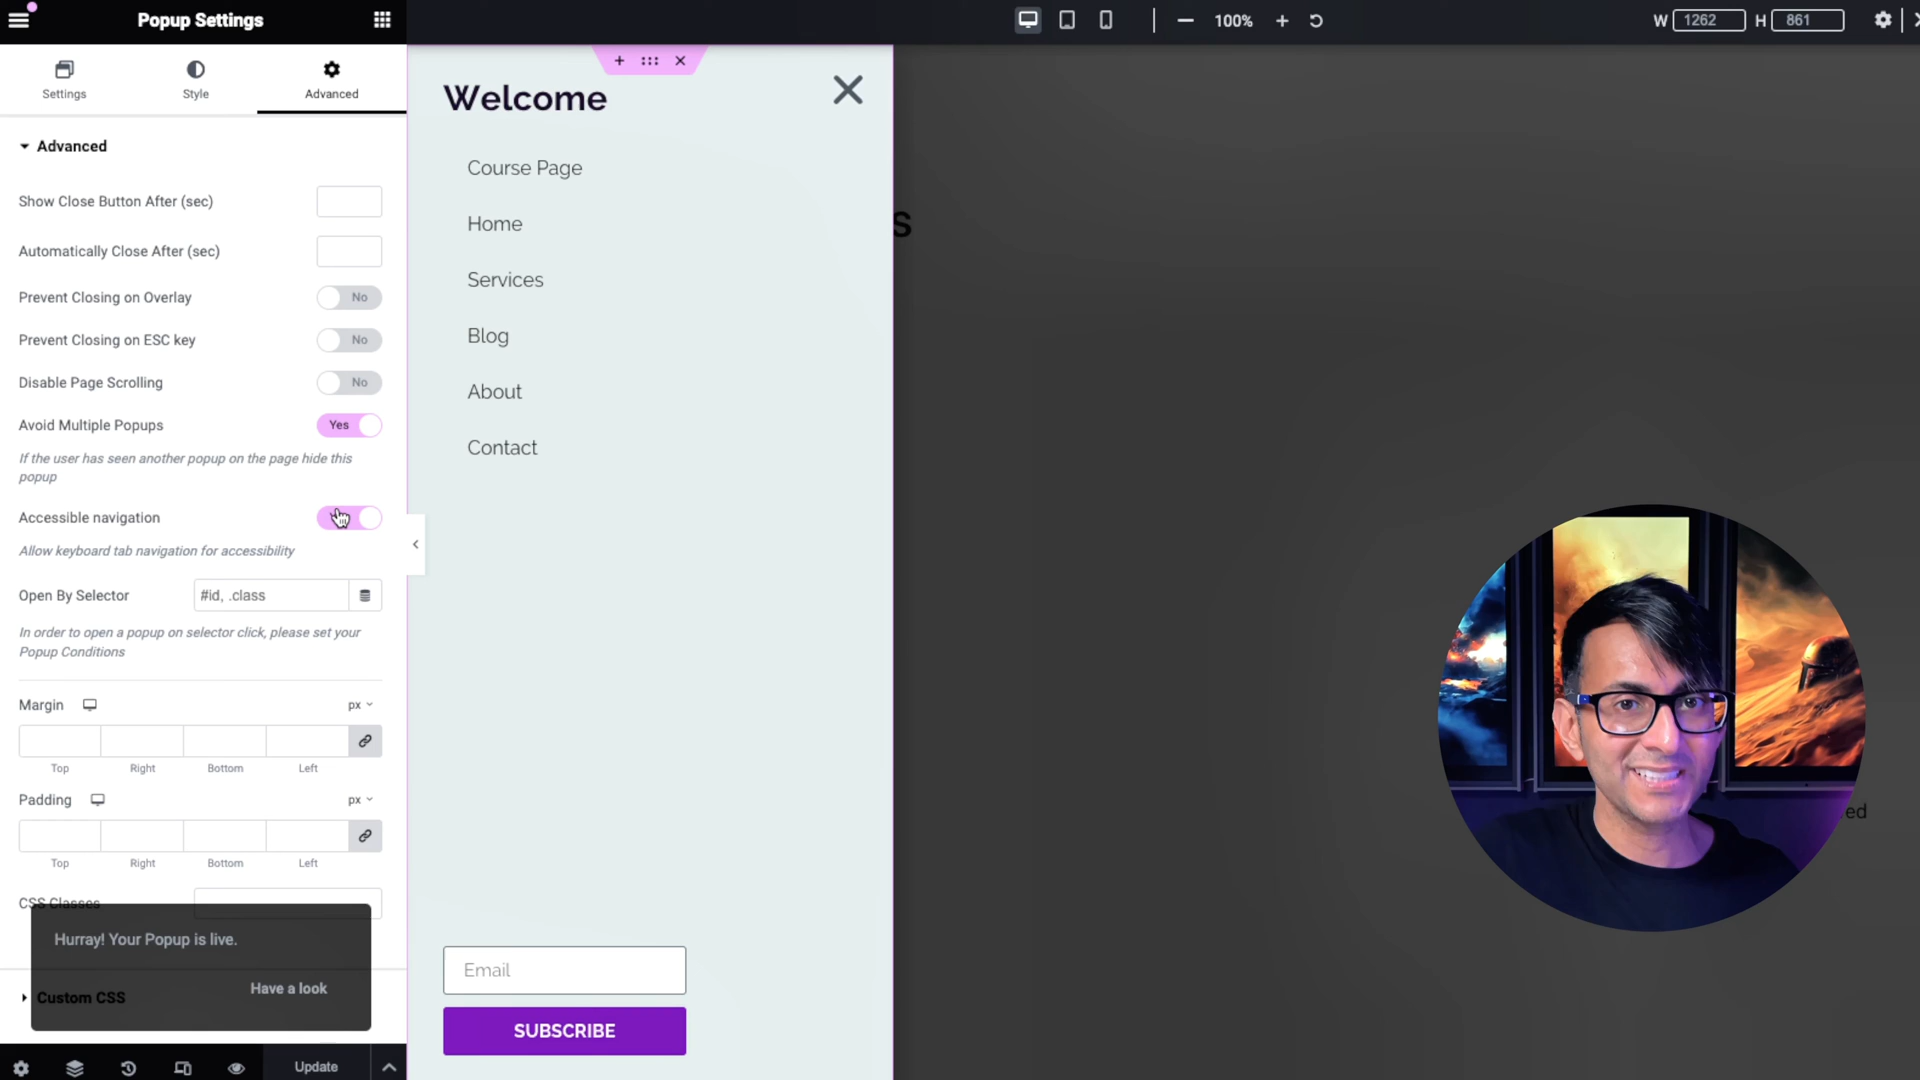 Popup Settings
100%
W 1262 H 861
Settings
Style
Advanced
Advanced
Show Close Button After (sec)
Automatically Close After (sec)
Prevent Closing on Overlay No
Prevent Closing on ESC key No
Disable Page Scrolling No
Avoid Multiple Popups Yes
If the user has seen another popup on the page hide this
popup
Accessible navigation
Allow keyboard tab navigation for accessibility
Open By Selector #id, .class
In order to open a popup on selector click, please set your
Popup Conditions
Margin px
Top Right Bottom Left
Padding px
Top Right Bottom Left
CSS Classes
Hurray! Your Popup is live.
Have a look
Custom CSS
Update
Welcome
Course Page
Home
Services
Blog
About
Contact
Email
SUBSCRIBE
s
ed